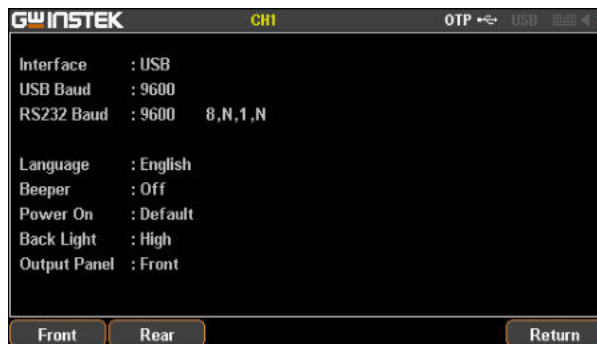 GWINSTEK CH1 OTP USB
Interface : USB
USB Baud : 9600
RS232 Baud : 9600 8,N,1,N
Language : English
Beeper : Off
Power On : Default
Back Light : High
Output Panel : Front
Front Rear Return